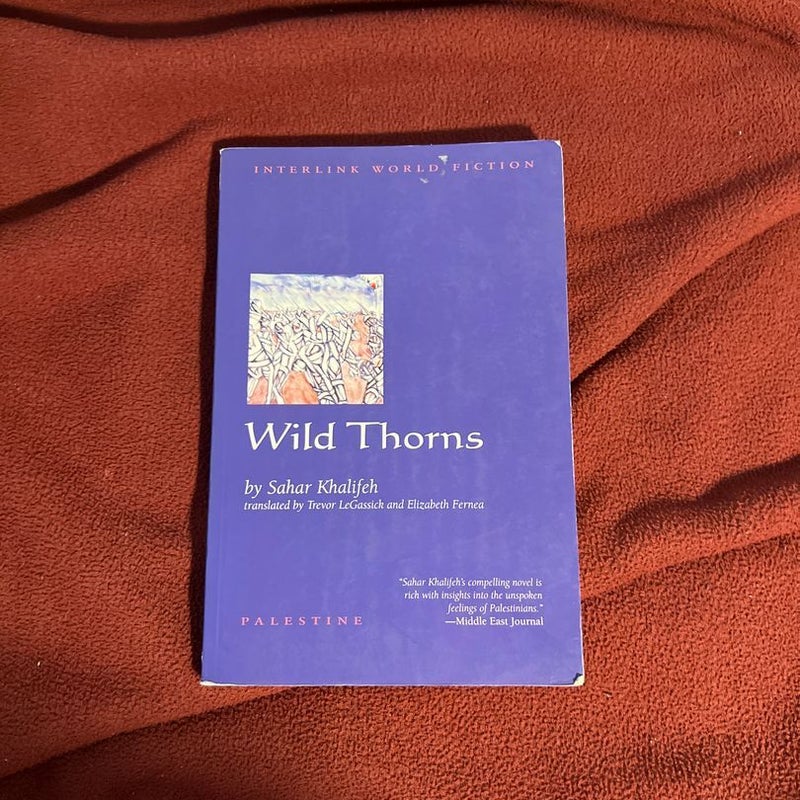 INTERLINK WORLD FICTION
Wild Thorns
by Sahar Khalifeh
translated by Trevor LeGassick and Elizabeth Fernea
"Sahar Khalifeh's compelling novel is
rich with insights into the unspoken
feelings of Palestinians."
—Middle East Journal
PALESTINE